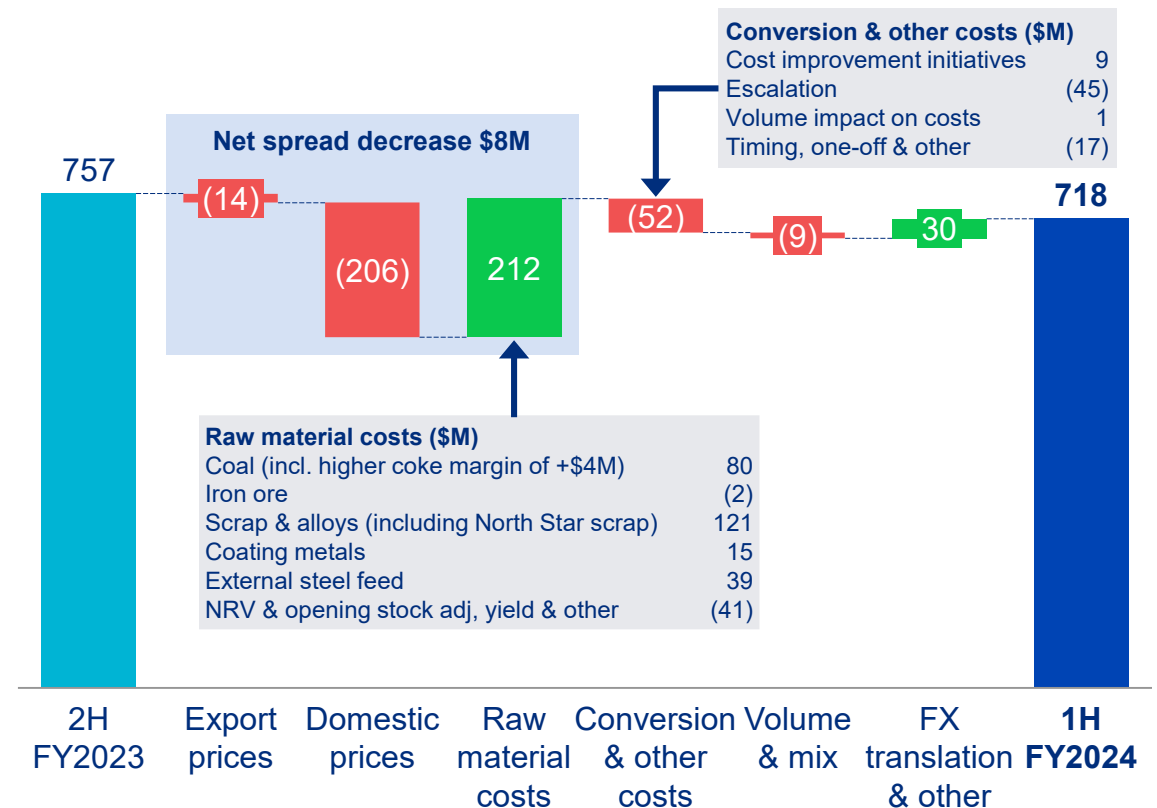 Conversion & other costs ($M)
Cost improvement initiatives 9
Escalation (45)
Volume impact on costs 1
Timing, one-off & other (17)
Net spread decrease $8M
757
(14)
(206)
212
(52)
(9)
30
718
Raw material costs ($M)
Coal (incl. higher coke margin of +$4M) 80
Iron ore (2)
Scrap & alloys (including North Star scrap) 121
Coating metals 15
External steel feed 39
NRV & opening stock adj, yield & other (41)
2H
FY2023
Export
prices
Domestic
prices
Raw
material
costs
Conversion
& other
costs
Volume
& mix
FX
translation
& other
1H
FY2024